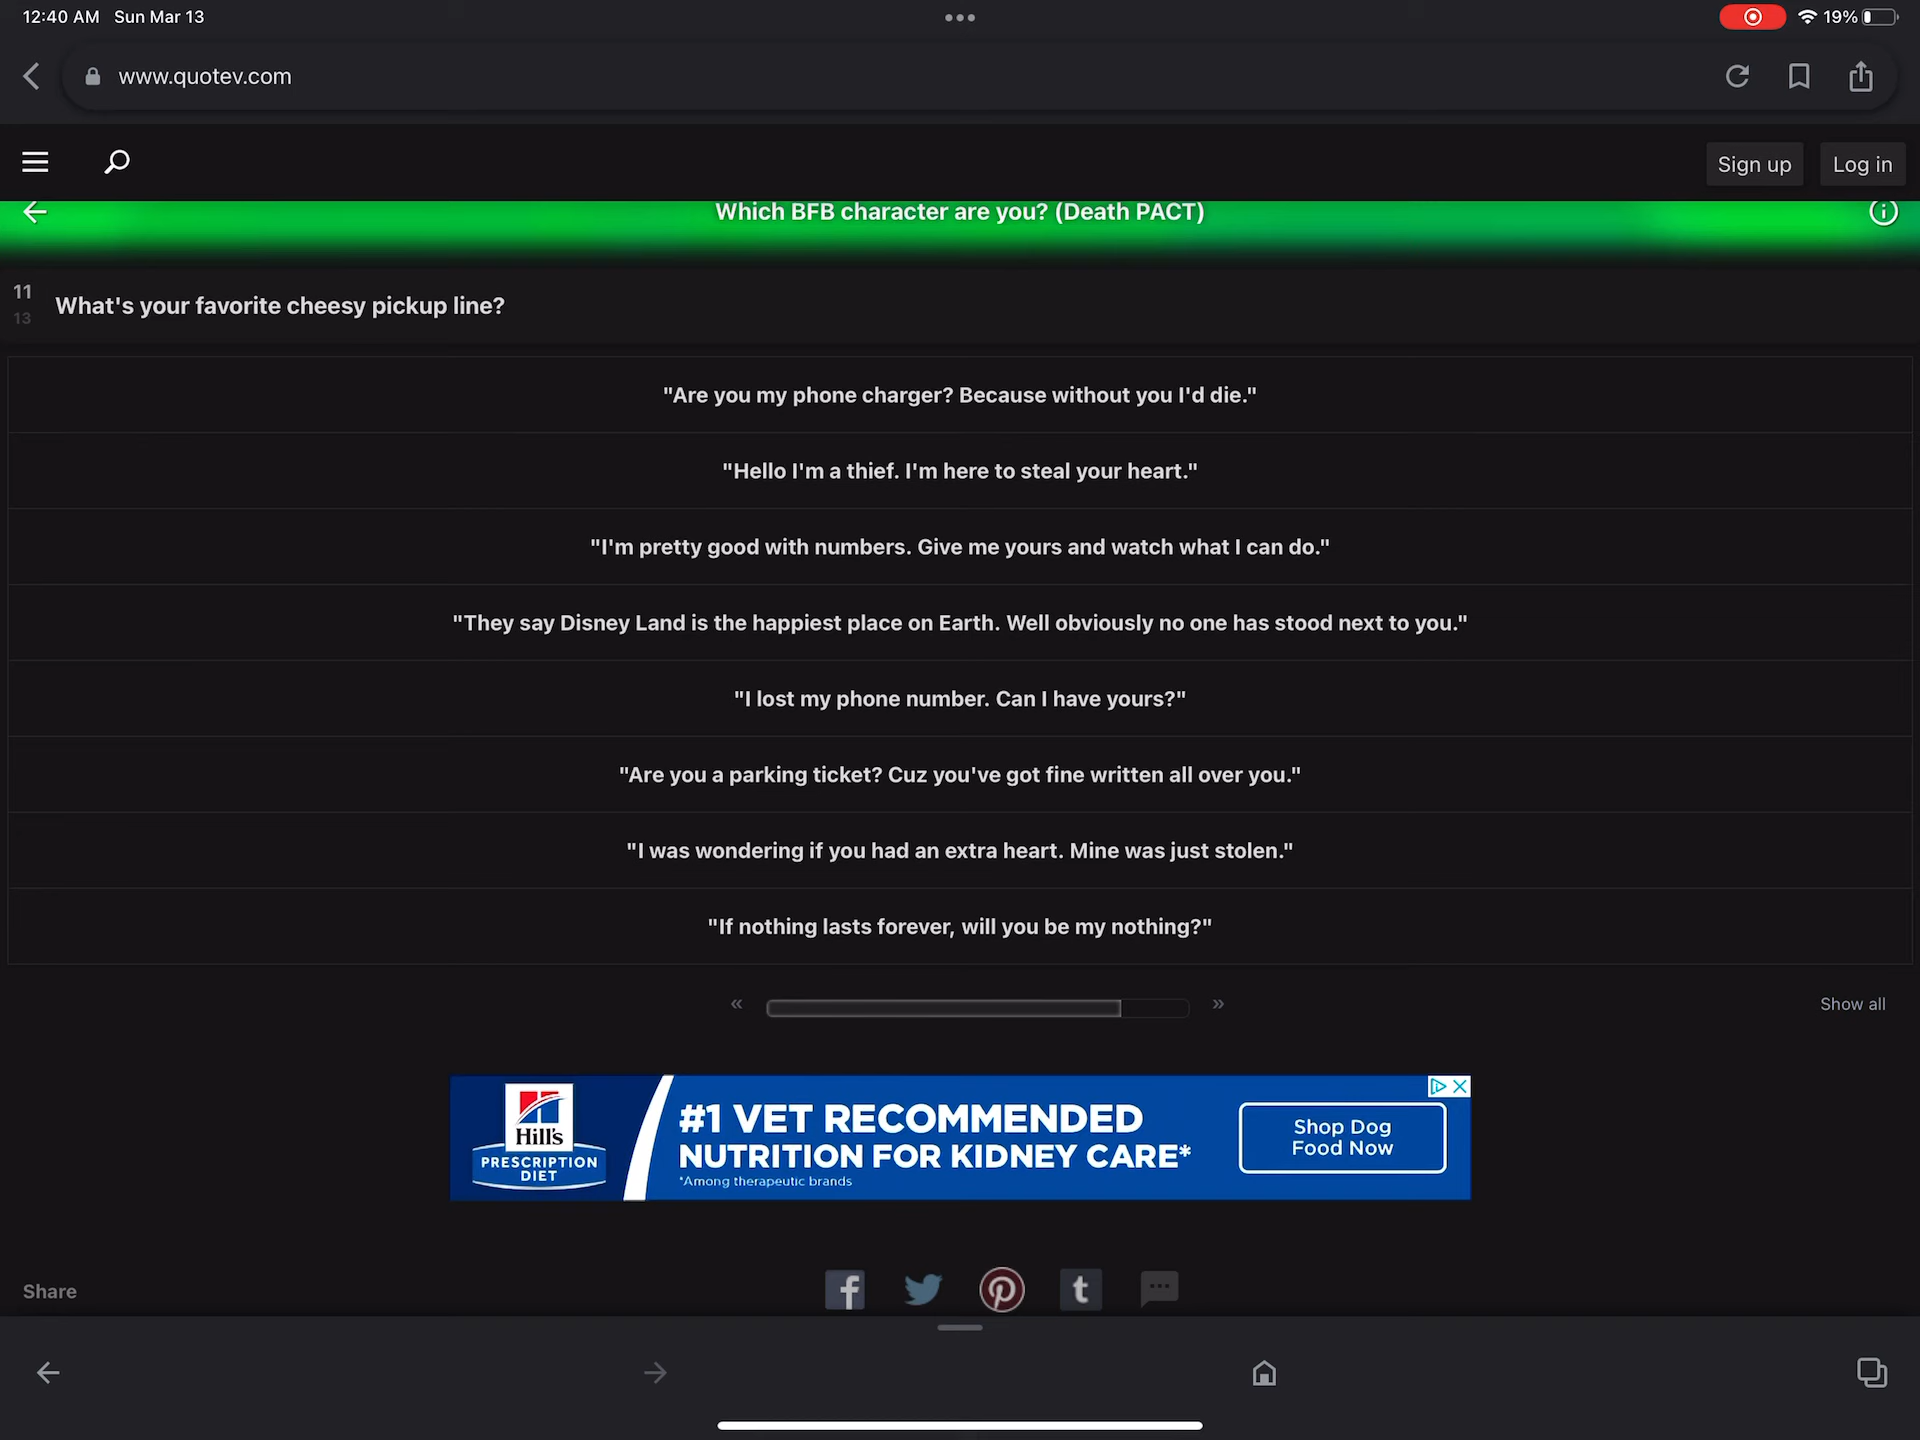 12:40 AM Sun Mar 13
19%
www.quotev.com
Sign up
Log in
Which BFB character are you? (Death PACT)
11
13
What's your favorite cheesy pickup line?
"Are you my phone charger? Because without you I'd die."
"Hello I'm a thief. I'm here to steal your heart."
"I'm pretty good with numbers. Give me yours and watch what I can do."
"They say Disney Land is the happiest place on Earth. Well obviously no one has stood next to you."
"I lost my phone number. Can I have yours?"
"Are you a parking ticket? Cuz you've got fine written all over you."
"I was wondering if you had an extra heart. Mine was just stolen."
"If nothing lasts forever, will you be my nothing?"
« »
Show all
Hill's
PRESCRIPTION
DIET
#1 VET RECOMMENDED
NUTRITION FOR KIDNEY CARE*
*Among therapeutic brands
Shop Dog
Food Now
Share